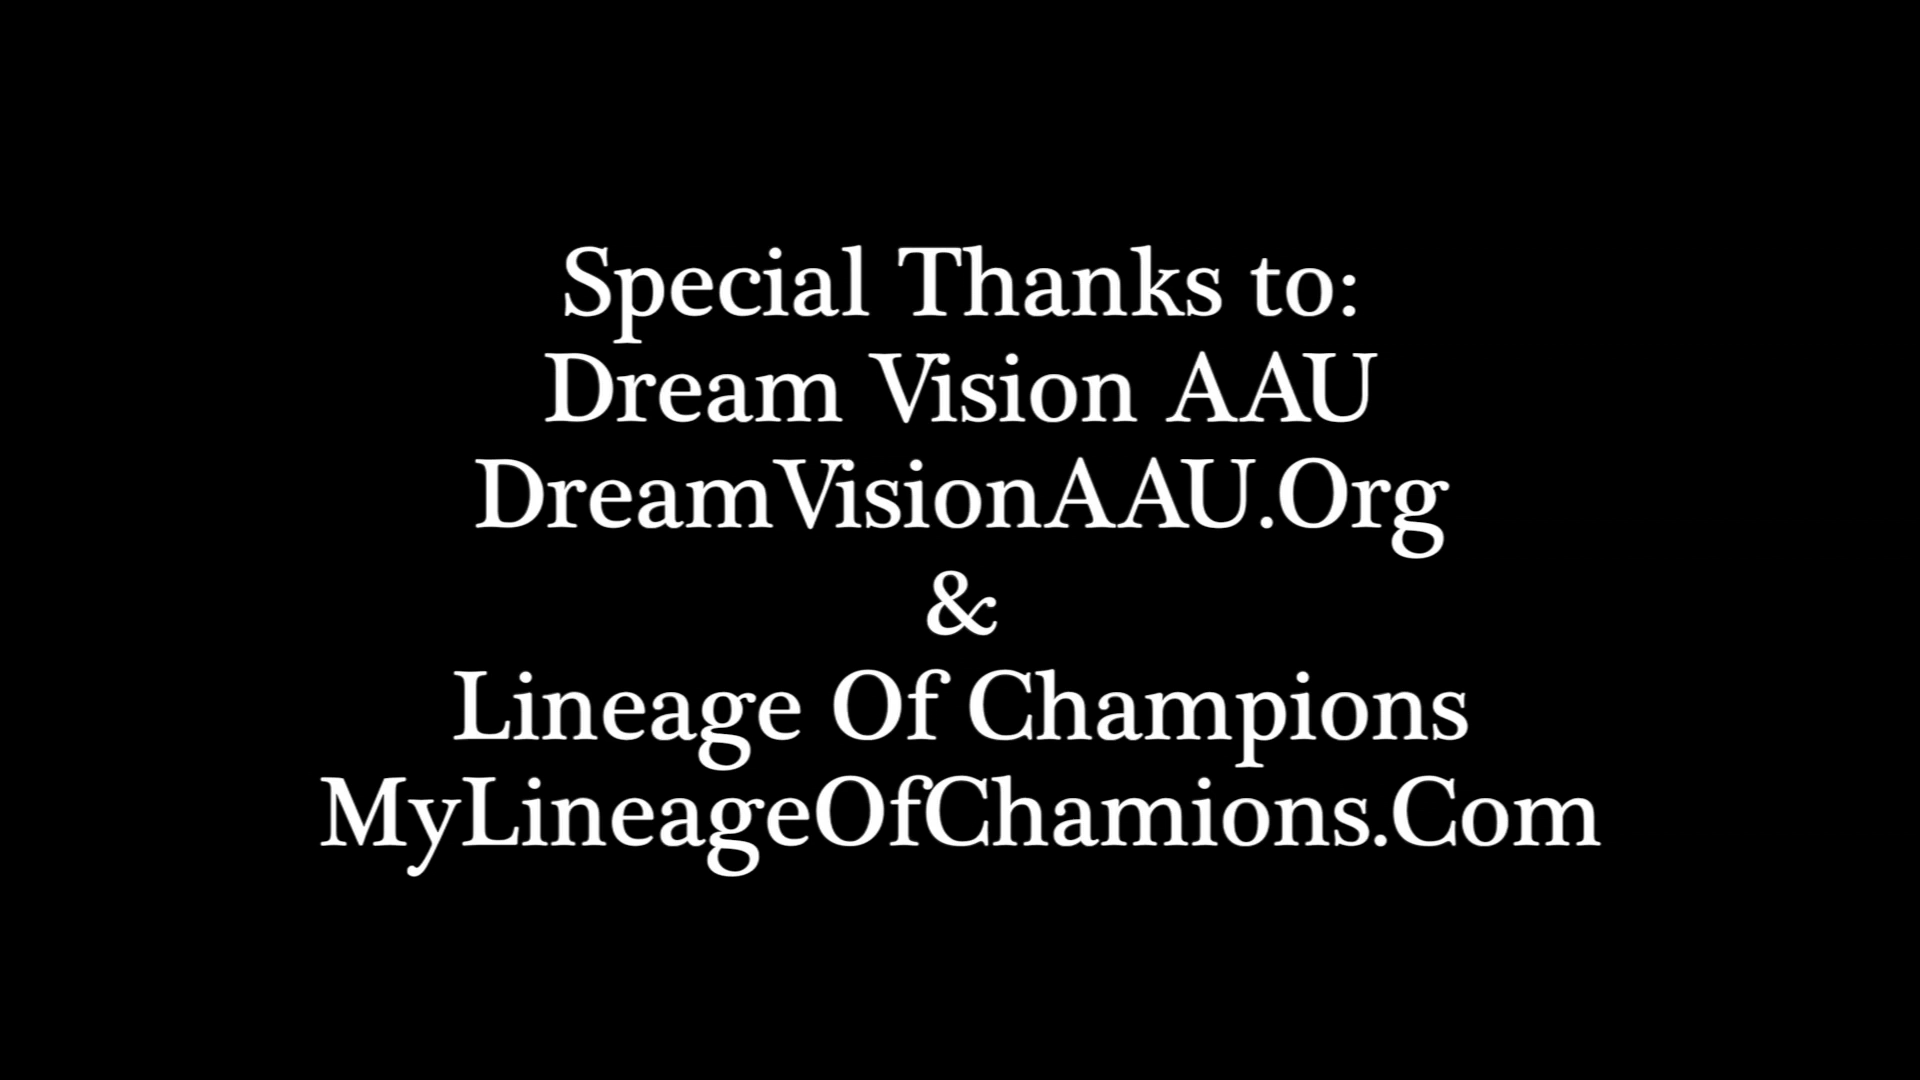 Special Thanks to:
Dream Vision AAU
DreamVisionAAU.Org
&
Lineage Of Champions
MyLineageOfChamions.Com